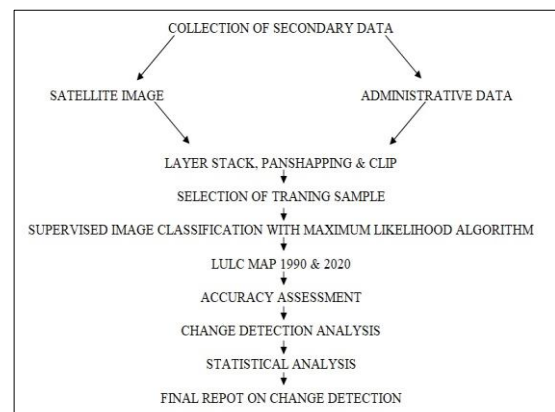 COLLECTION OF SECONDARY DATA
SATELLITE IMAGE
ADMINISTRATIVE DATA
LAYER STACK, PANSHAPPING & CLIP
SELECTION OF TRANING SAMPLE
SUPERVISED IMAGE CLASSIFICATION WITH MAXIMUM LIKELIHOOD ALGORITHM
LULC MAP 1990 & 2020
ACCURACY ASSESSMENT
CHANGE DETECTION ANALYSIS
STATISTICAL ANALYSIS
FINAL REPOT ON CHANGE DETECTION